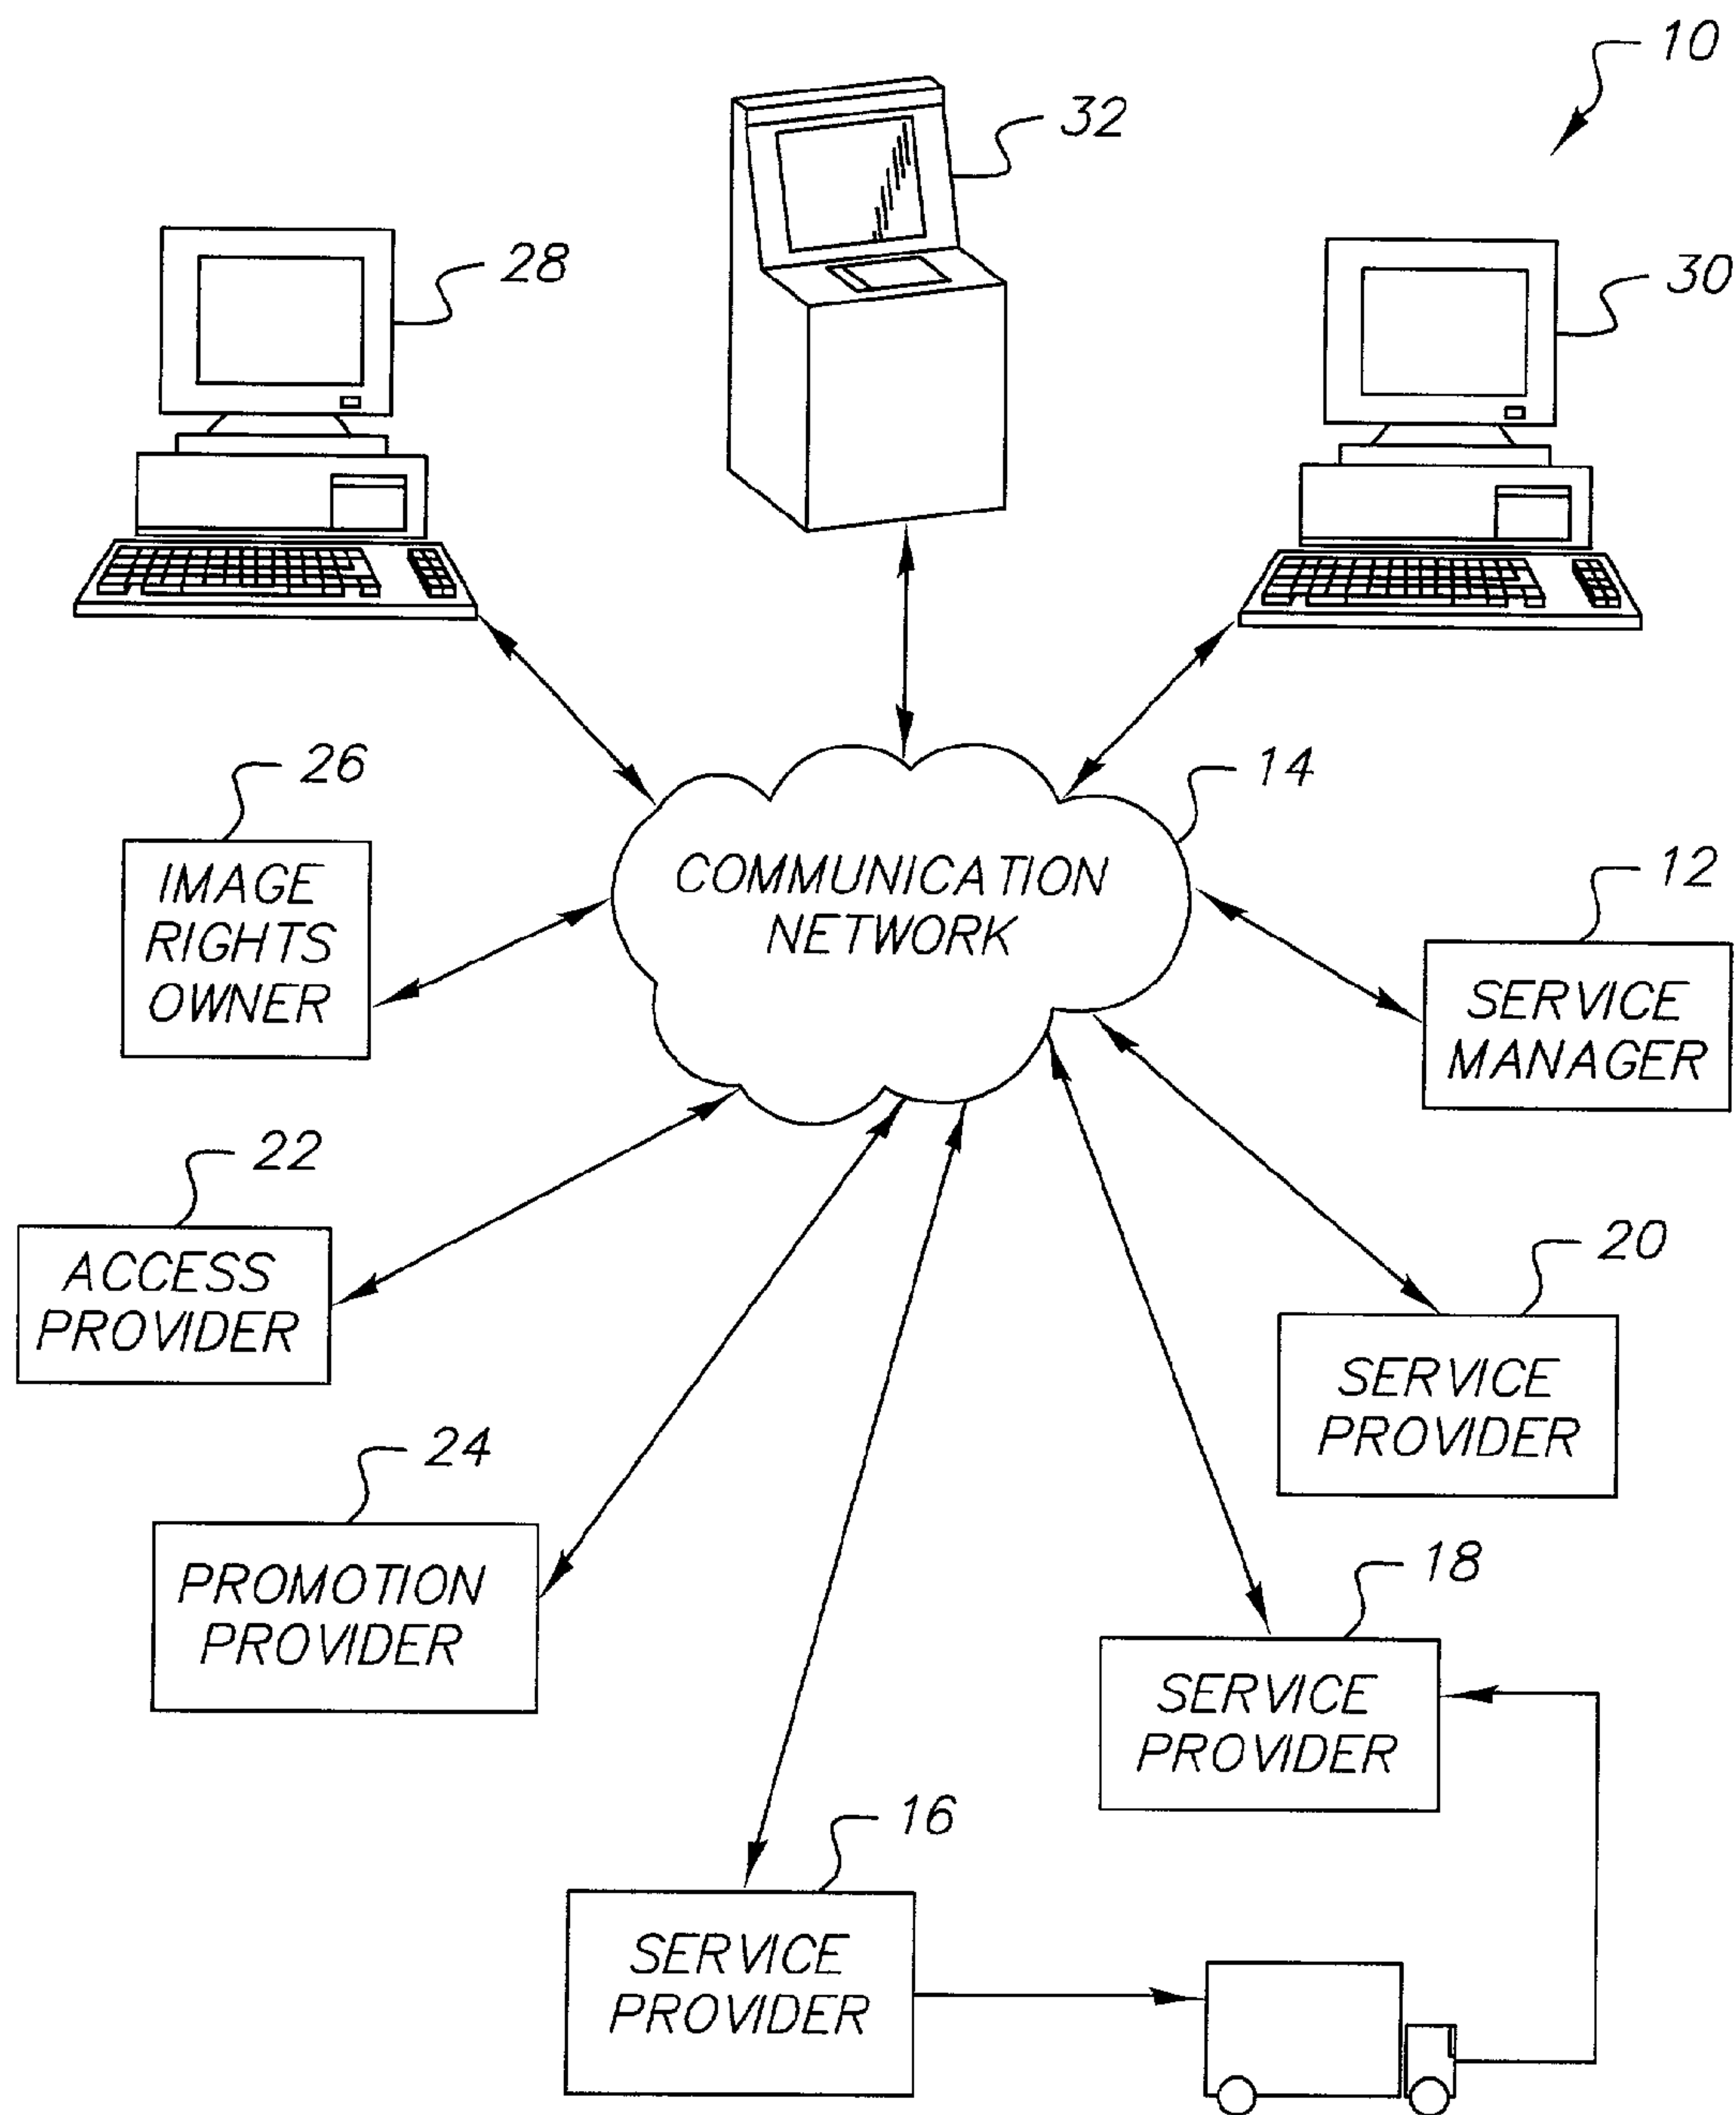 10
32
28
30
26
14
IMAGE
RIGHTS
OWNER
COMMUNICATION
NETWORK
12
SERVICE
MANAGER
22
ACCESS
PROVIDER
20
SERVICE
PROVIDER
24
PROMOTION
PROVIDER
18
SERVICE
PROVIDER
16
SERVICE
PROVIDER